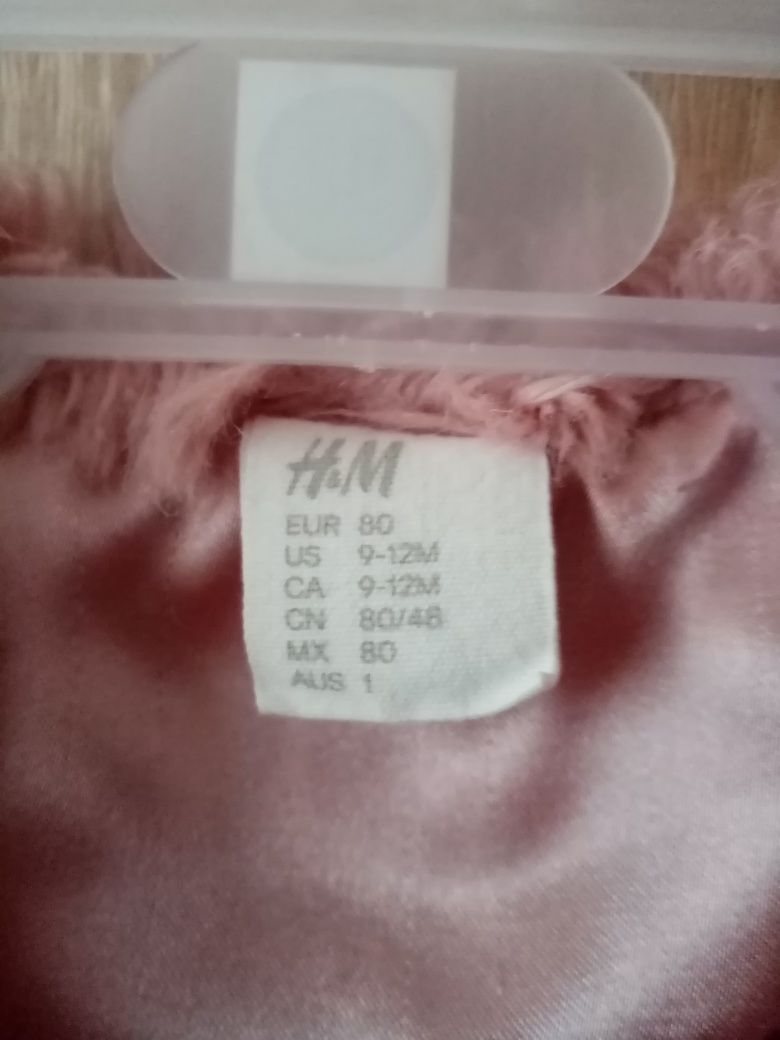 H&M
EUR 80
US 9-12M
CA 9-12M
CN 80/48
MX 80
AUS 1